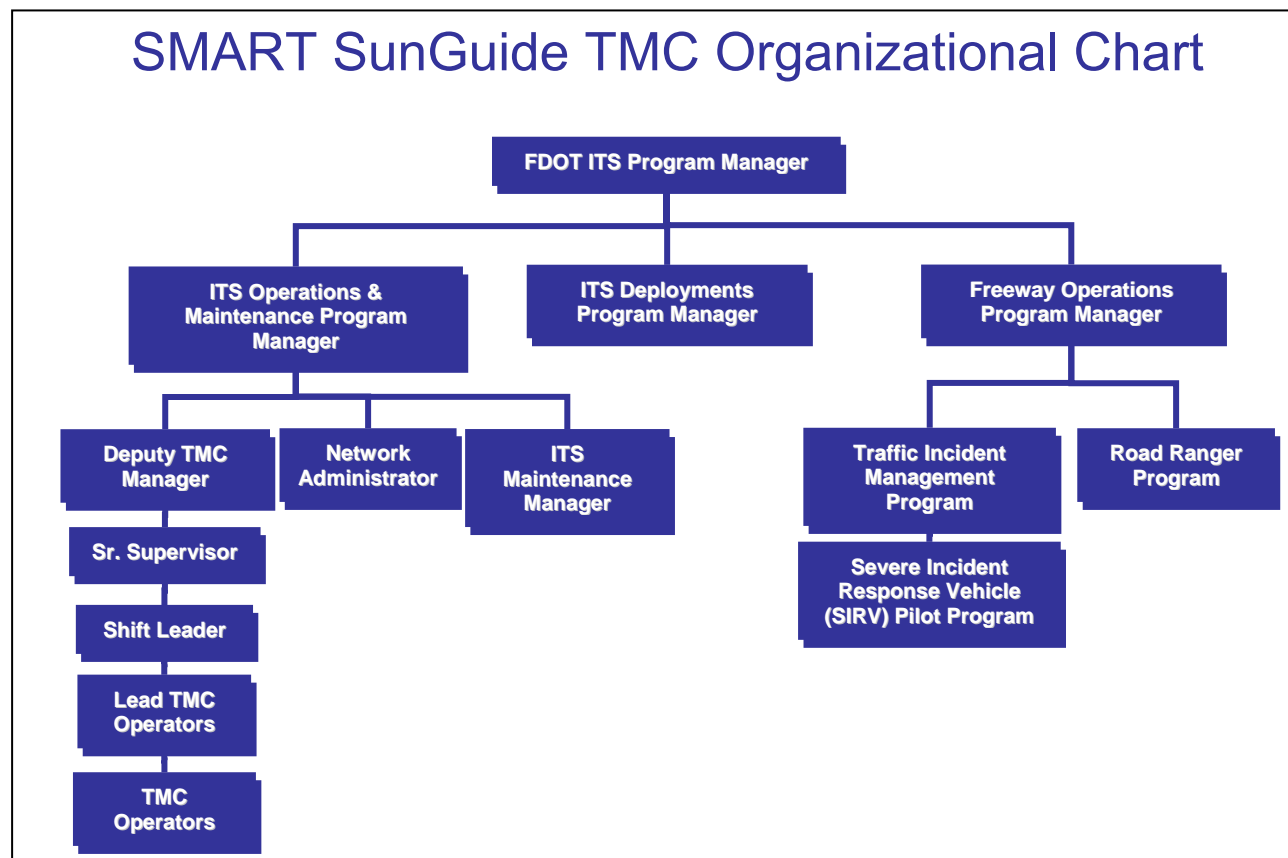 SMART SunGuide TMC Organizational Chart
FDOT ITS Program Manager
ITS Operations &
Maintenance Program
Manager
ITS Deployments
Program Manager
Freeway Operations
Program Manager
Deputy TMC
Manager
Network
Administrator
ITS
Maintenance
Manager
Traffic Incident
Management
Program
Road Ranger
Program
Sr. Supervisor
Severe Incident
Response Vehicle
(SIRV) Pilot Program
Shift Leader
Lead TMC
Operators
TMC
Operators